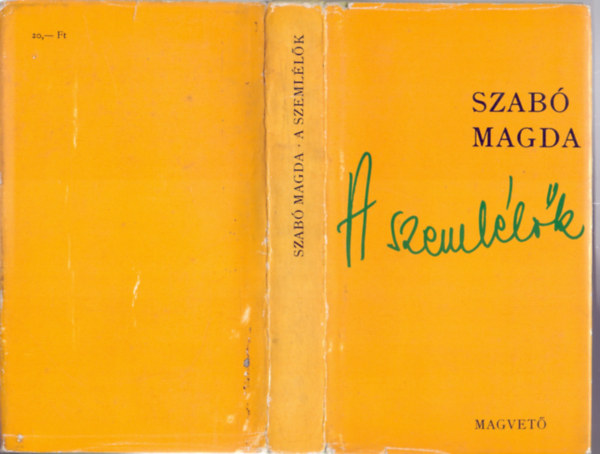 20,— Ft
SZABÓ MAGDA • A SZEMLÉLŐK
SZABÓ
MAGDA
A szemlélők
MAGVETŐ